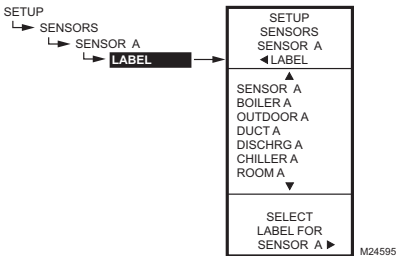 SETUP
SENSORS
SENSOR A
LABEL
SETUP
SENSORS
SENSOR A
◄LABEL
▲
SENSOR A
BOILER A
OUTDOOR A
DUCT A
DISCHRG A
CHILLER A
ROOM A
▼
SELECT
LABEL FOR
SENSOR A ►
M24595